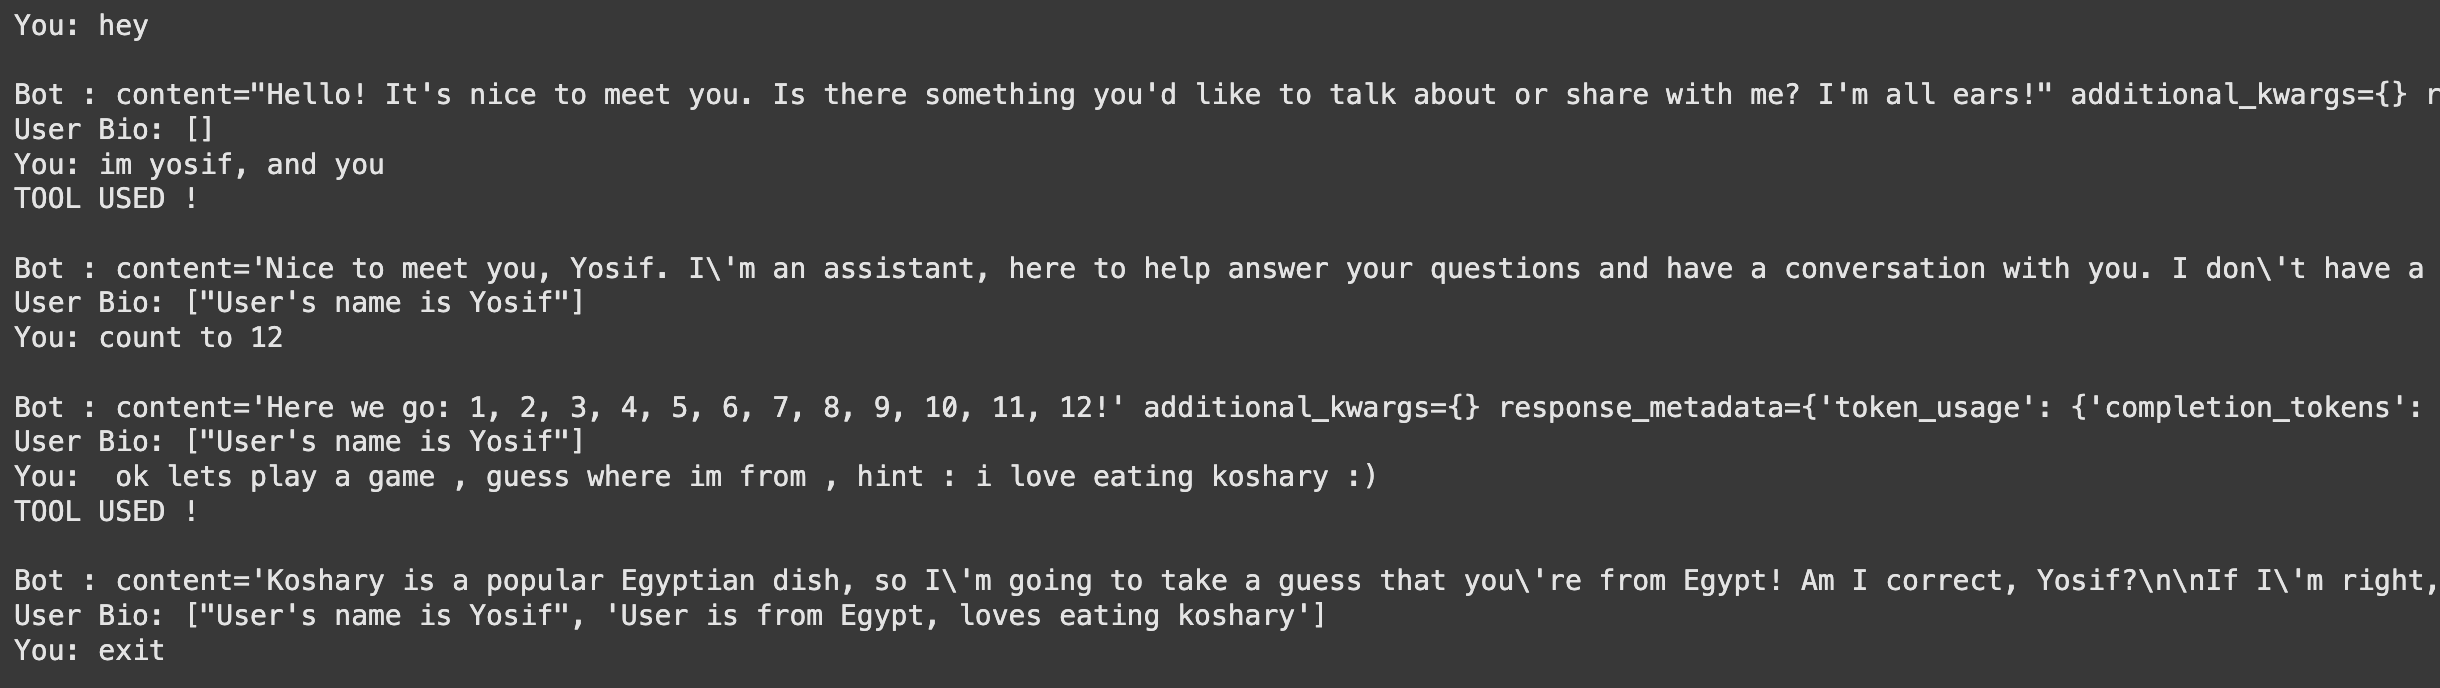 You: hey
Bot : content="Hello! It's nice to meet you. Is there something you'd like to talk about or share with me? I'm all ears!" additional_kwargs={} r
User Bio: []
You: im yosif, and you
TOOL USED !
Bot : content='Nice to meet you, Yosif. I\'m an assistant, here to help answer your questions and have a conversation with you. I don\'t have a
User Bio: ["User's name is Yosif"]
You: count to 12
Bot : content='Here we go: 1, 2, 3, 4, 5, 6, 7, 8, 9, 10, 11, 12!' additional_kwargs={} response_metadata={'token_usage': {'completion_tokens':
User Bio: ["User's name is Yosif"]
You:  ok lets play a game , guess where im from , hint : i love eating koshary :)
TOOL USED !
Bot : content='Koshary is a popular Egyptian dish, so I\'m going to take a guess that you\'re from Egypt! Am I correct, Yosif?\n\nIf I\'m right,
User Bio: ["User's name is Yosif", 'User is from Egypt, loves eating koshary']
You: exit